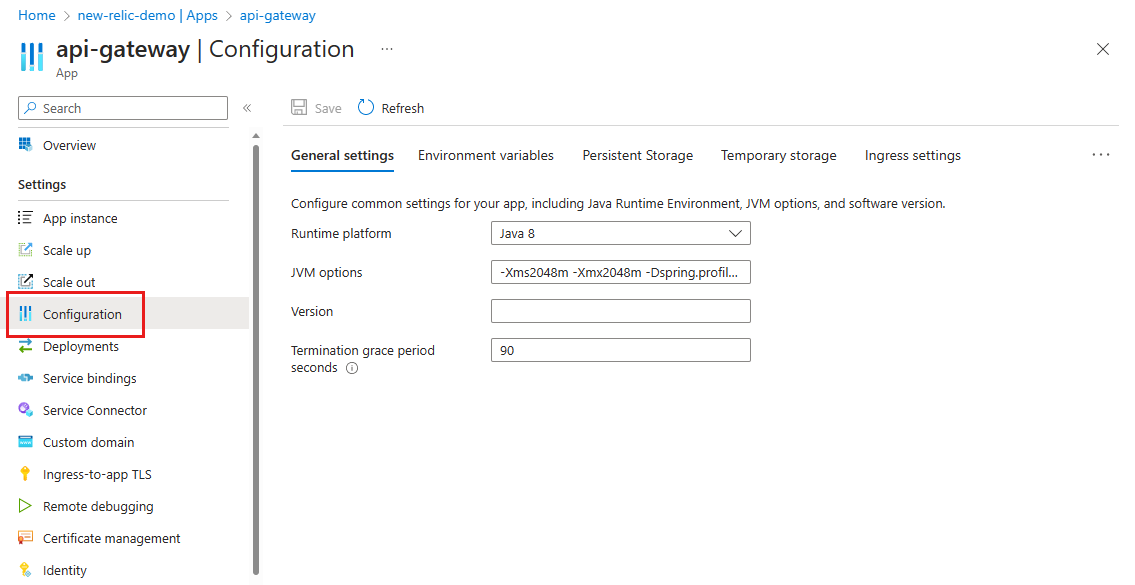 Home > new-relic-demo | Apps > api-gateway
api-gateway | Configuration ...
App
Search
«
Overview
Settings
App instance
Scale up
Scale out
Configuration
Deployments
Service bindings
Service Connector
Custom domain
Ingress-to-app TLS
Remote debugging
Certificate management
Identity
Save Refresh
General settings Environment variables Persistent Storage Temporary storage Ingress settings ...
Configure common settings for your app, including Java Runtime Environment, JVM options, and software version.
Runtime platform Java 8
JVM options -Xms2048m -Xmx2048m -Dspring.profil...
Version
Termination grace period
seconds 90